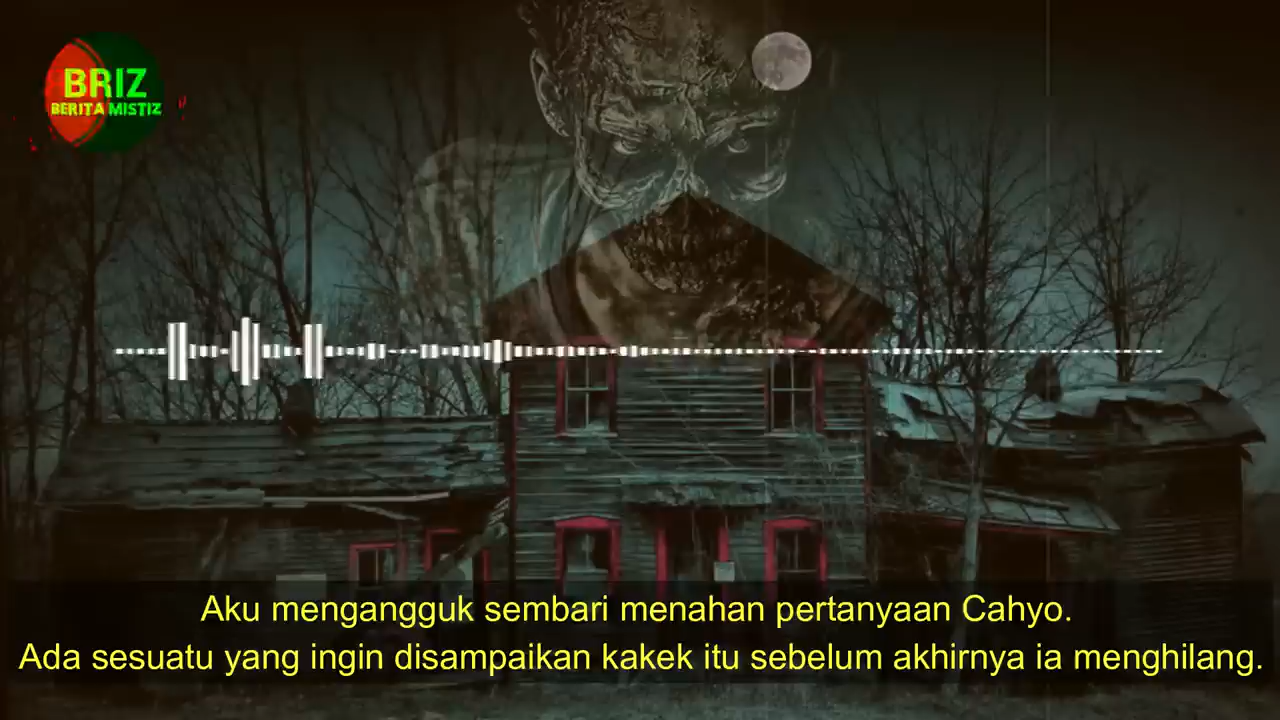 BRIZ
BERITA MISTIZ
Aku mengangguk sembari menahan pertanyaan Cahyo.
Ada sesuatu yang ingin disampaikan kakek itu sebelum akhirnya ia menghilang.